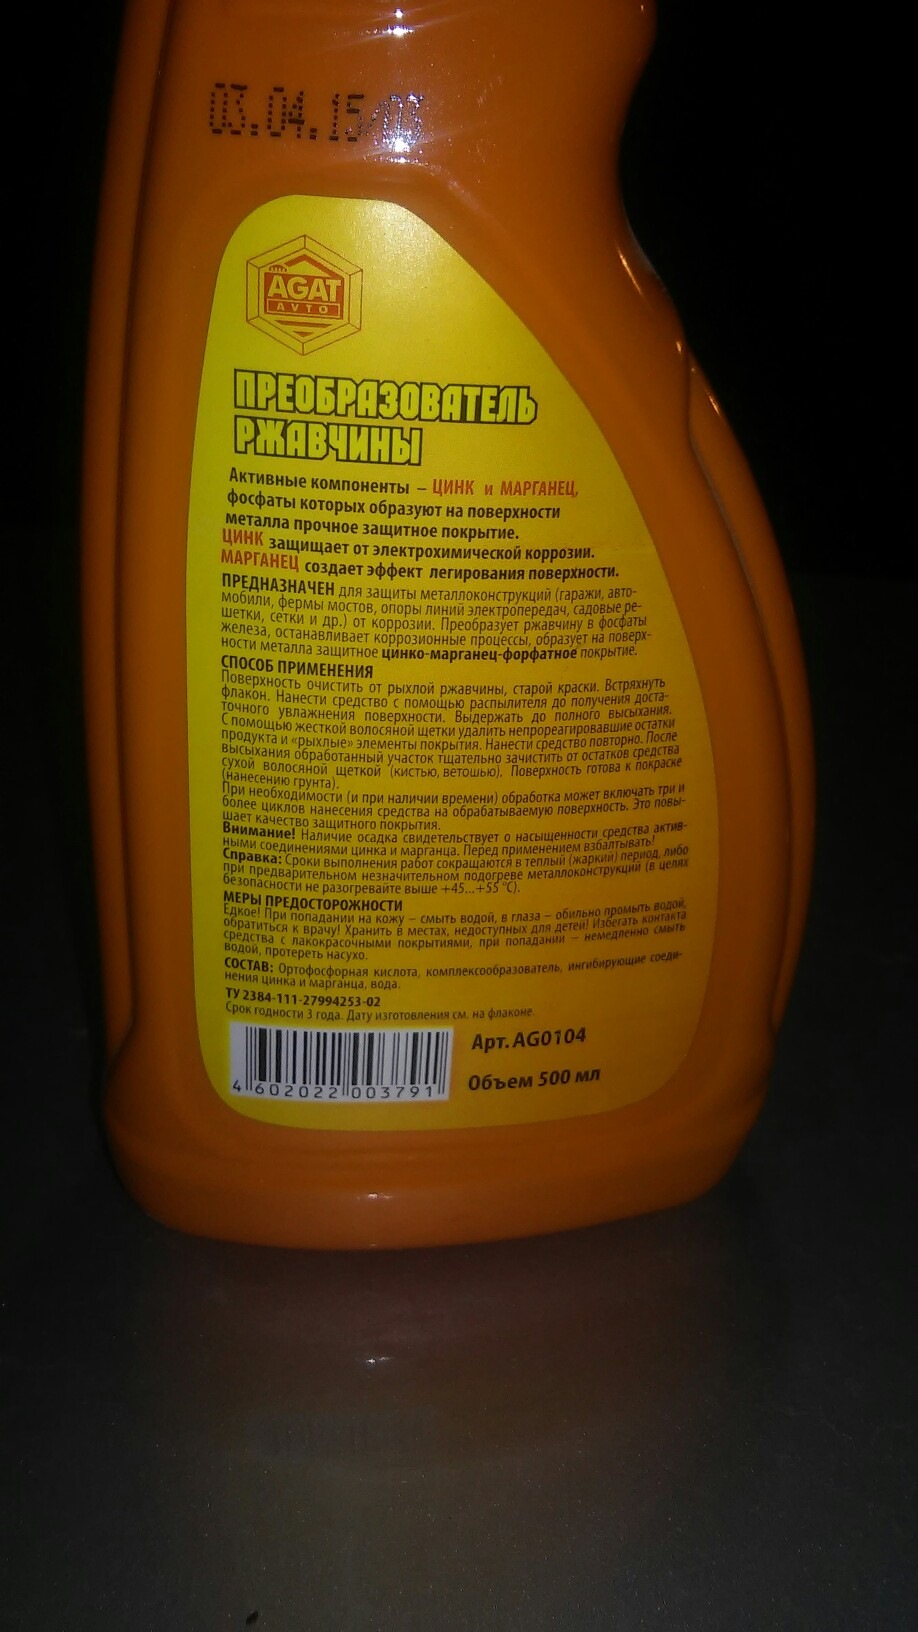 03.04.15
AGAT
AVTO
ПРЕОБРАЗОВАТЕЛЬ
РЖАВЧИНЫ
Активные компоненты – ЦИНК и МАРГАНЕЦ,
фосфаты которых образуют на поверхности
металла прочное защитное покрытие.
ЦИНК защищает от электрохимической коррозии.
МАРГАНЕЦ создает эффект легирования поверхности.
ПРЕДНАЗНАЧЕН для защиты металлоконструкций (гаражи, авто-
мобили, фермы мостов, опоры линий электропередач, садовые ре-
шетки, сетки и др.) от коррозии. Преобразует ржавчину в фосфаты
железа, останавливает коррозионные процессы, образует на поверх-
ности металла защитное цинко-марганец-форфатное покрытие.
СПОСОБ ПРИМЕНЕНИЯ
Поверхность очистить от рыхлой ржавчины, старой краски. Встряхнуть
флакон. Нанести средство с помощью распылителя до получения доста-
точного увлажнения поверхности. Выдержать до полного высыхания.
С помощью жесткой волосяной щетки удалить непрореагировавшие остатки
продукта и «рыхлые» элементы покрытия. Нанести средство повторно. После
высыхания обработанный участок тщательно зачистить от остатков средства
сухой волосяной щеткой (кистью, ветошью). Поверхность готова к покраске
(нанесению грунта).
При необходимости (и при наличии времени) обработка может включать три и
более циклов нанесения средства на обрабатываемую поверхность. Это повы-
шает качество защитного покрытия.
Внимание! Наличие осадка свидетельствует о насыщенности средства актив-
ными соединениями цинка и марганца. Перед применением взбалтывать!
Справка: Сроки выполнения работ сокращаются в теплый (жаркий) период, либо
при предварительном незначительном подогреве металлоконструкций (в целях
безопасности не разогревайте выше +45...+55 °C).
МЕРЫ ПРЕДОСТОРОЖНОСТИ
Едкое! При попадании на кожу – смыть водой, в глаза – обильно промыть водой,
обратиться к врачу! Хранить в местах, недоступных для детей! Избегать контакта
средства с лакокрасочными покрытиями, при попадании – немедленно смыть
водой, протереть насухо.
СОСТАВ: Ортофосфорная кислота, комплексообразователь, ингибирующие соеди-
нения цинка и марганца, вода.
ТУ 2384-111-27994253-02
Срок годности 3 года. Дату изготовления см. на флаконе.
4 602022 003791
Арт. AG0104
Объем 500 мл